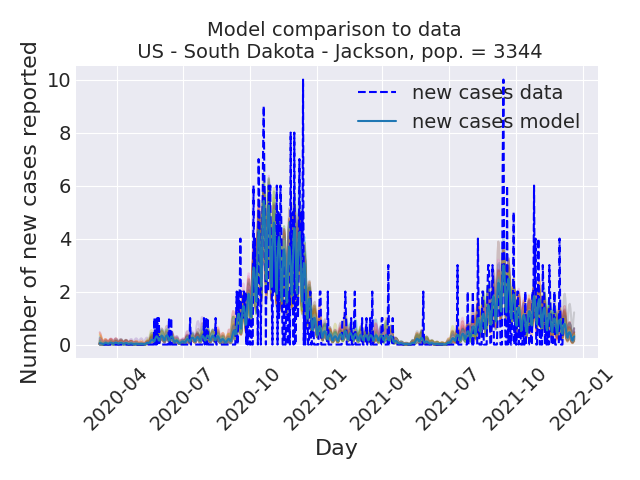 Model comparison to data
US - South Dakota - Jackson, pop. = 3344
Number of new cases reported
10
8
6
4
2
0
new cases data
new cases model
2020-04
2020-07
2020-10
2021-01
2021-04
2021-07
2021-10
2022-01
Day